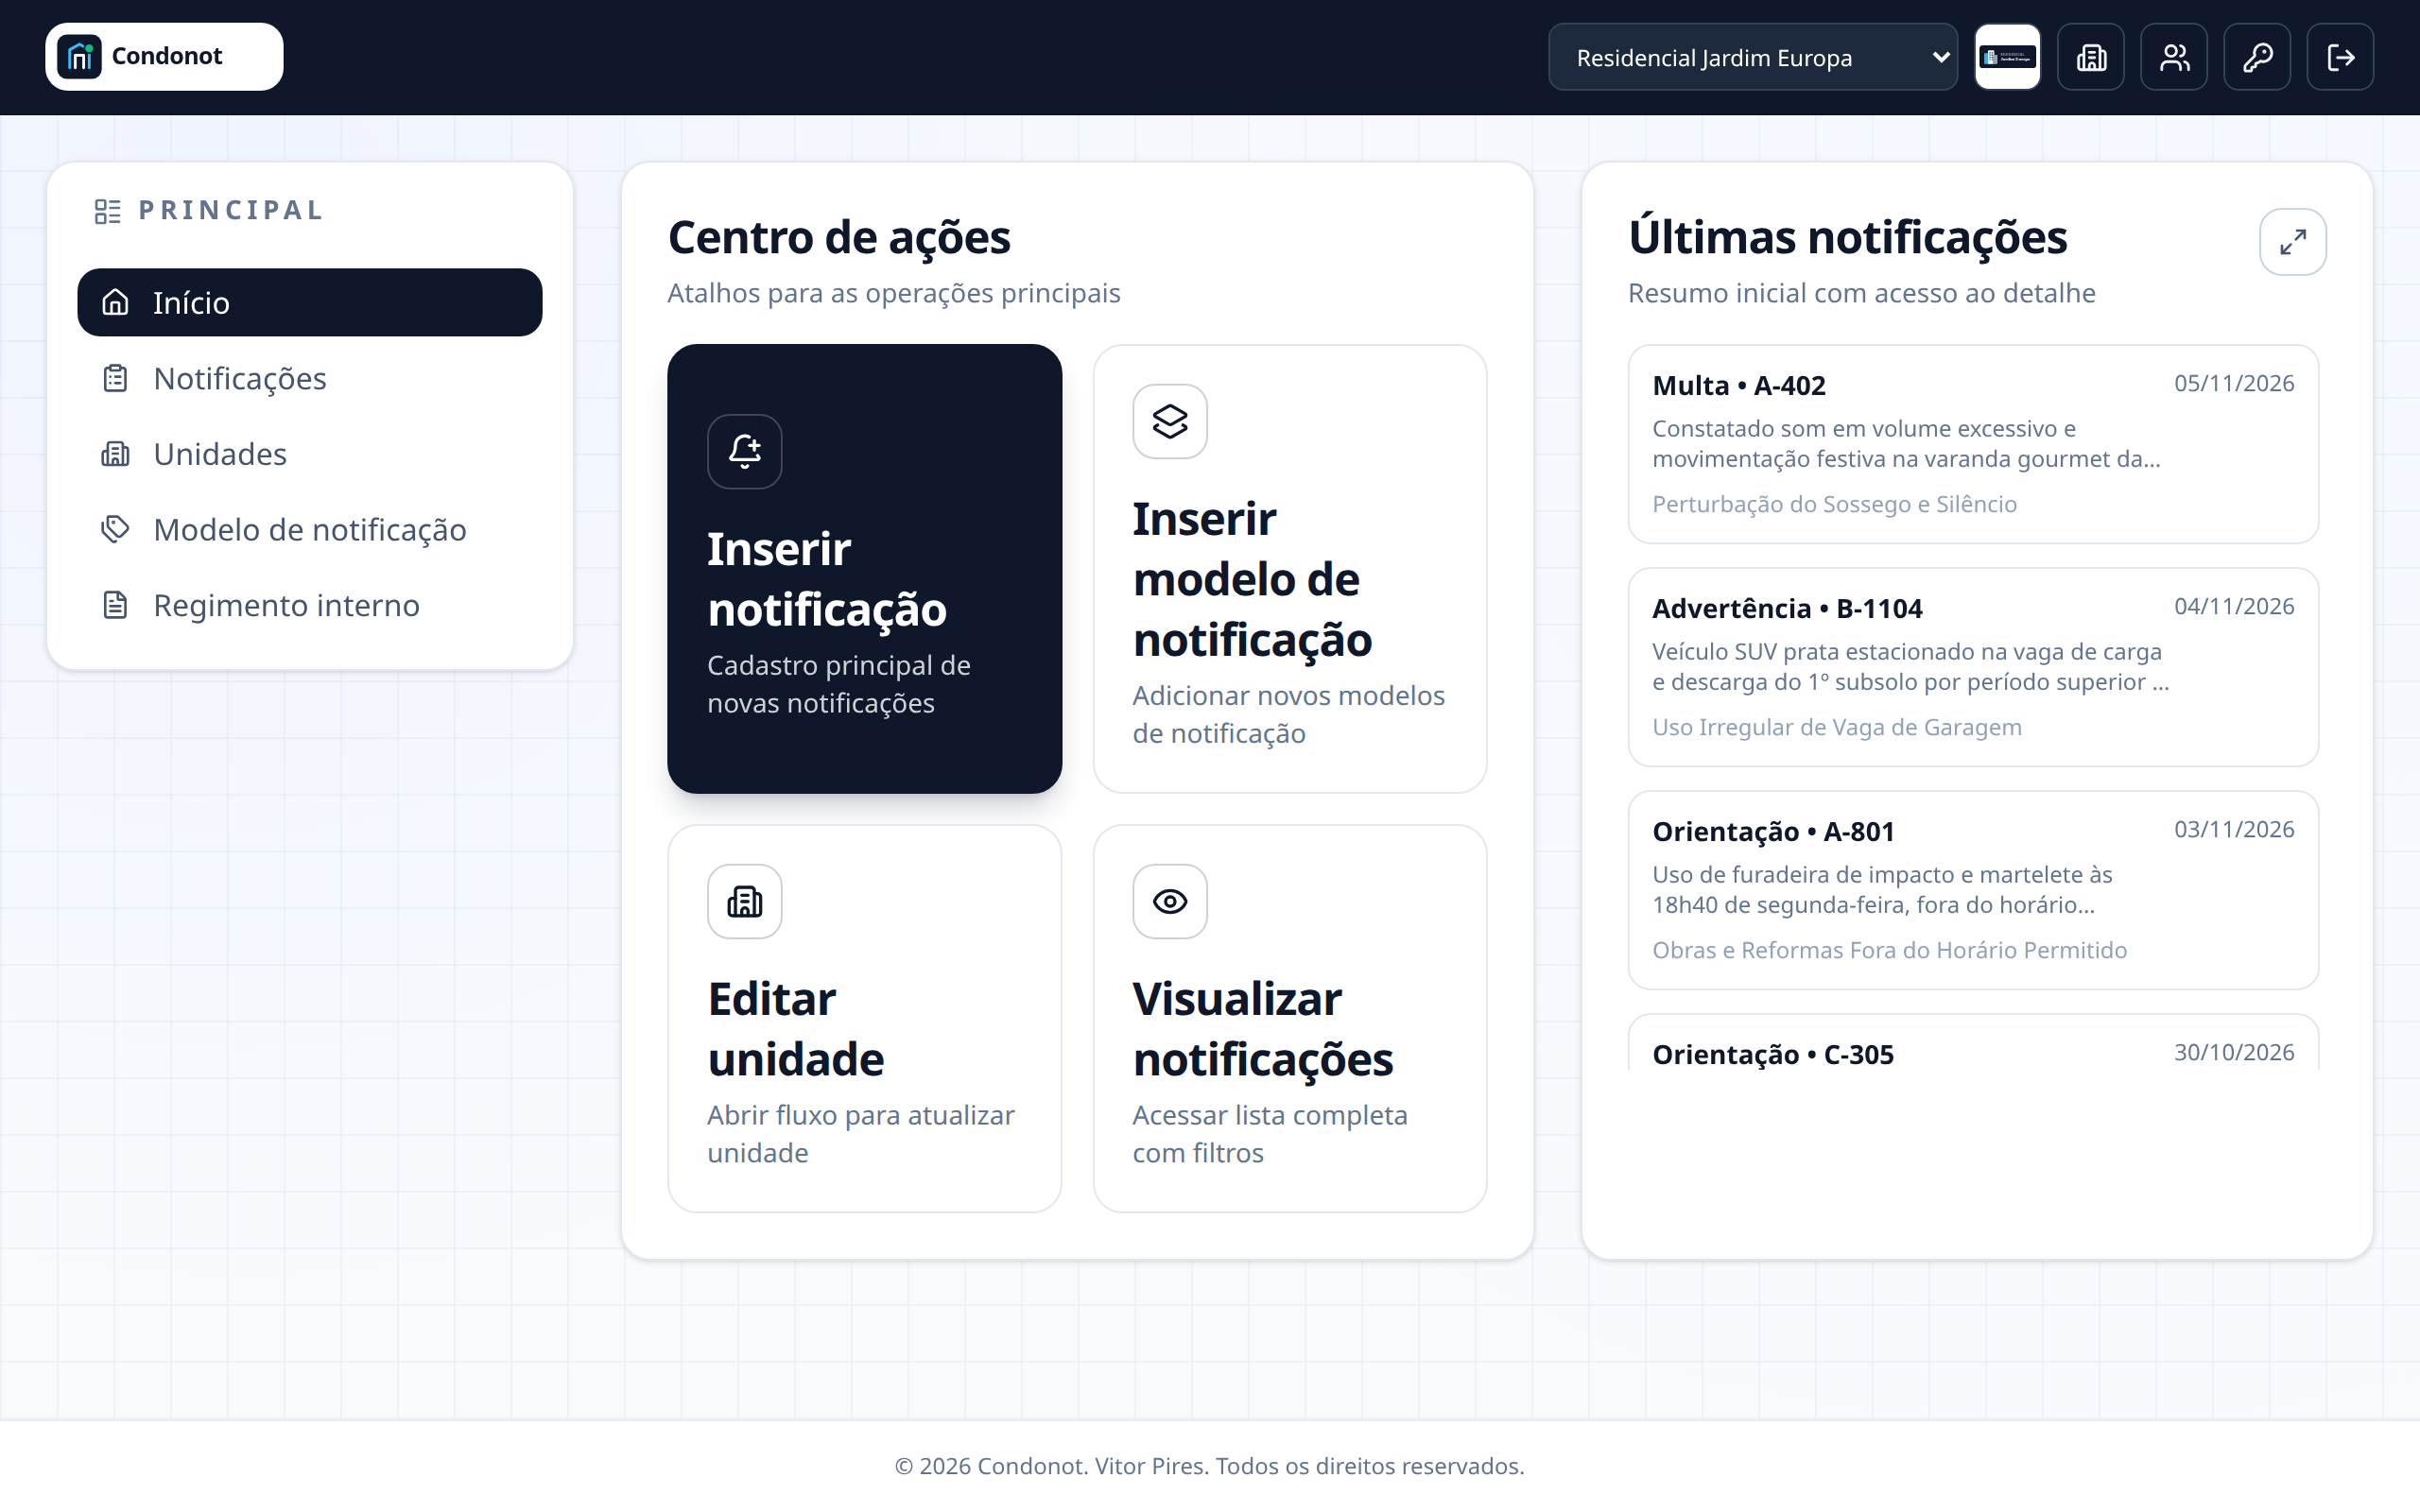 Condonot
Residencial Jardim Europa
PRINCIPAL
Início
Notificações
Unidades
Modelo de notificação
Regimento interno
Centro de ações
Atalhos para as operações principais
Inserir
notificação
Cadastro principal de
novas notificações
Inserir
modelo de
notificação
Adicionar novos modelos
de notificação
Editar
unidade
Abrir fluxo para atualizar
unidade
Visualizar
notificações
Acessar lista completa
com filtros
Últimas notificações
Resumo inicial com acesso ao detalhe
Multa • A-402
05/11/2026
Constatado som em volume excessivo e
movimentação festiva na varanda gourmet da...
Perturbação do Sossego e Silêncio
Advertência • B-1104
04/11/2026
Veículo SUV prata estacionado na vaga de carga
e descarga do 1º subsolo por período superior ...
Uso Irregular de Vaga de Garagem
Orientação • A-801
03/11/2026
Uso de furadeira de impacto e martelete às
18h40 de segunda-feira, fora do horário...
Obras e Reformas Fora do Horário Permitido
Orientação • C-305
30/10/2026
© 2026 Condonot. Vitor Pires. Todos os direitos reservados.